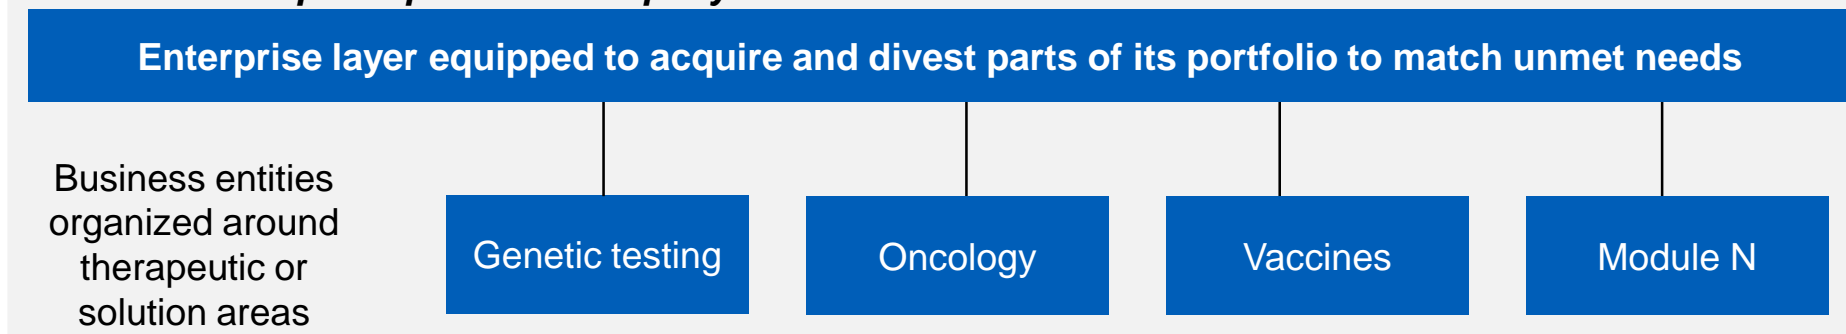 Enterprise layer equipped to acquire and divest parts of its portfolio to match unmet needs
Business entities
organized around
therapeutic or
solution areas
Genetic testing
Oncology
Vaccines
Module N